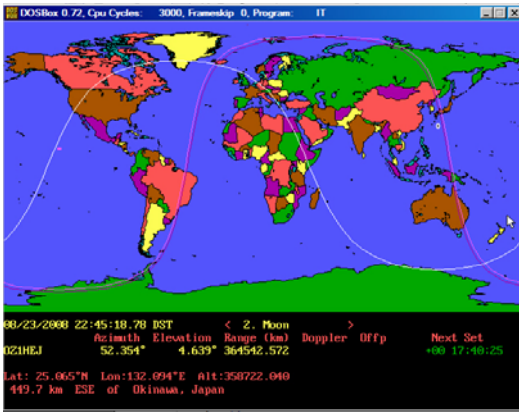 DOSBox 0.72, Cpu Cycles: 3000, Frameskip 0, Program: IT
08/23/2008 22:45:18.78 DST < 2. Moon >
Azimuth Elevation Range (km) Doppler Offp Next Set
OZ1HEJ 52.354° 4.639° 364542.572 +00 17:40:25
Lat: 25.065°N Lon:132.094°E Alt:358722.040
449.7 km ESE of Okinawa, Japan